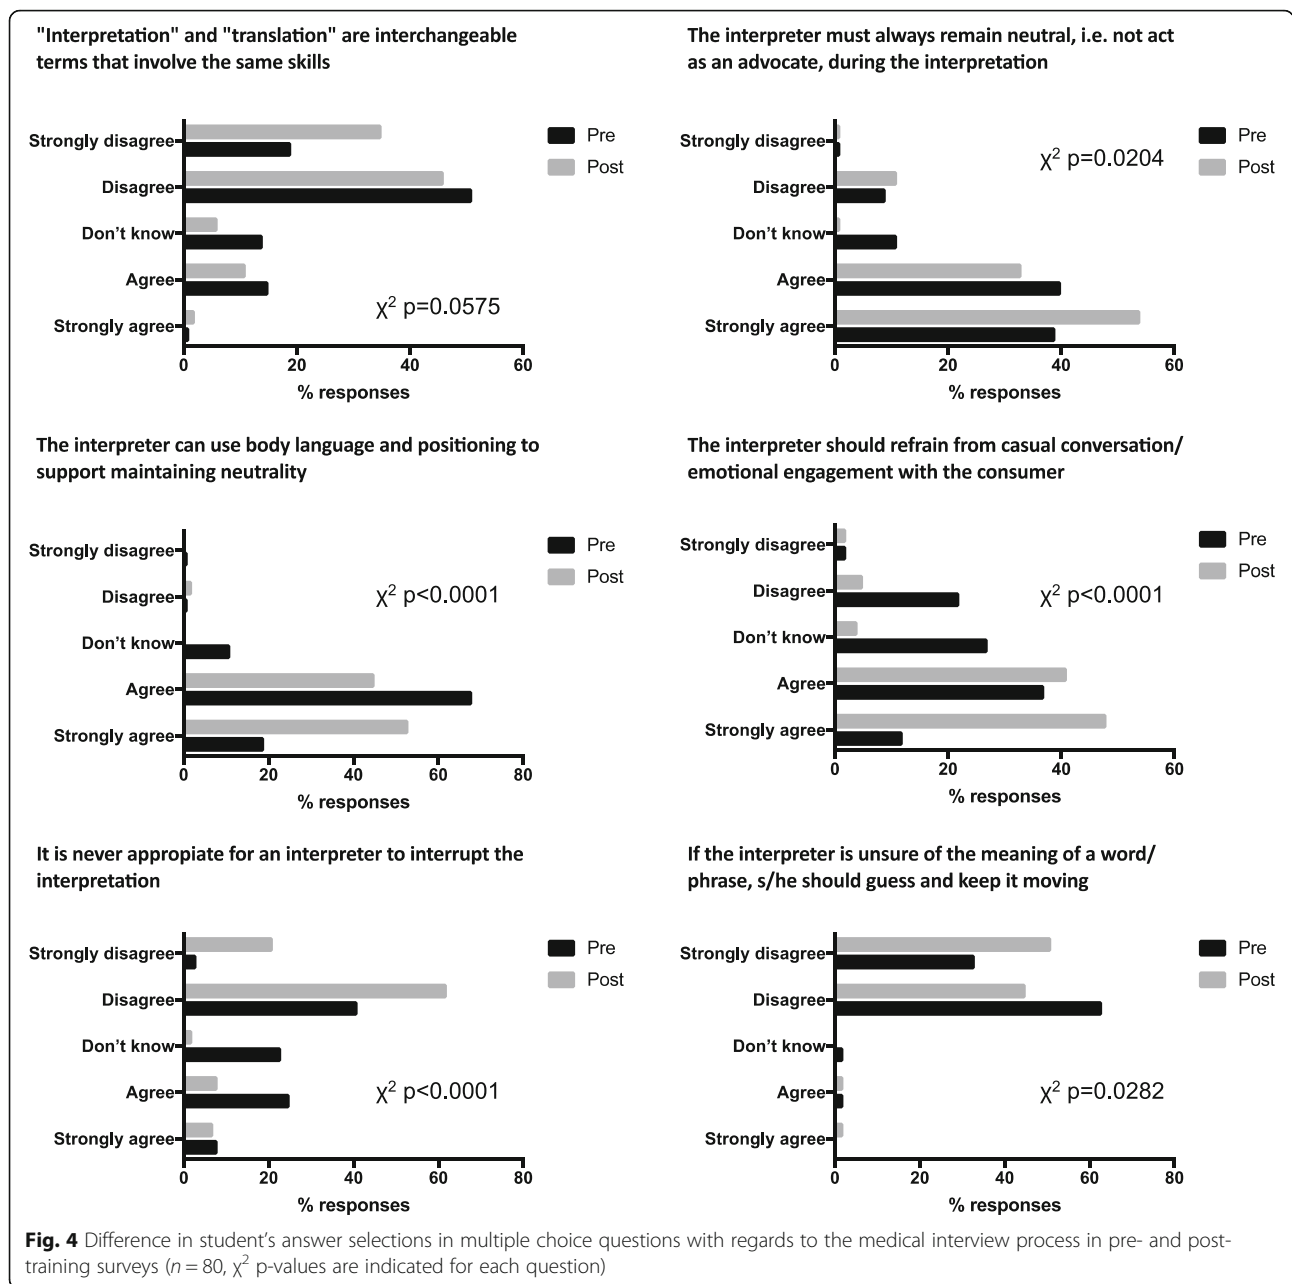 "Interpretation" and "translation" are interchangeable
terms that involve the same skills
Strongly disagree
Disagree
Don't know
Agree
Strongly agree
Pre
Post
χ² p=0.0575
0 20 40 60
% responses
The interpreter must always remain neutral, i.e. not act
as an advocate, during the interpretation
Strongly disagree
Disagree
Don't know
Agree
Strongly agree
Pre
Post
χ² p=0.0204
0 20 40 60
% responses
The interpreter can use body language and positioning to
support maintaining neutrality
Strongly disagree
Disagree
Don't know
Agree
Strongly agree
Pre
Post
χ² p<0.0001
0 20 40 60 80
% responses
The interpreter should refrain from casual conversation/
emotional engagement with the consumer
Strongly disagree
Disagree
Don't know
Agree
Strongly agree
Pre
Post
χ² p<0.0001
0 20 40 60
% responses
It is never appropiate for an interpreter to interrupt the
interpretation
Strongly disagree
Disagree
Don't know
Agree
Strongly agree
Pre
Post
χ² p<0.0001
0 20 40 60 80
% responses
If the interpreter is unsure of the meaning of a word/
phrase, s/he should guess and keep it moving
Strongly disagree
Disagree
Don't know
Agree
Strongly agree
Pre
Post
χ² p=0.0282
0 20 40 60 80
% responses
Fig. 4 Difference in student's answer selections in multiple choice questions with regards to the medical interview process in pre- and post-
training surveys (n = 80, χ² p-values are indicated for each question)